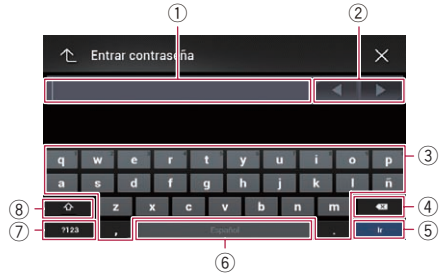 ① ②
Entrar contraseña
q w e r t y u i o p ③
a s d f g h j k l ñ
⑧ z x c v b n m ④
⑦ ?123 , Español . Ir ⑤
⑥